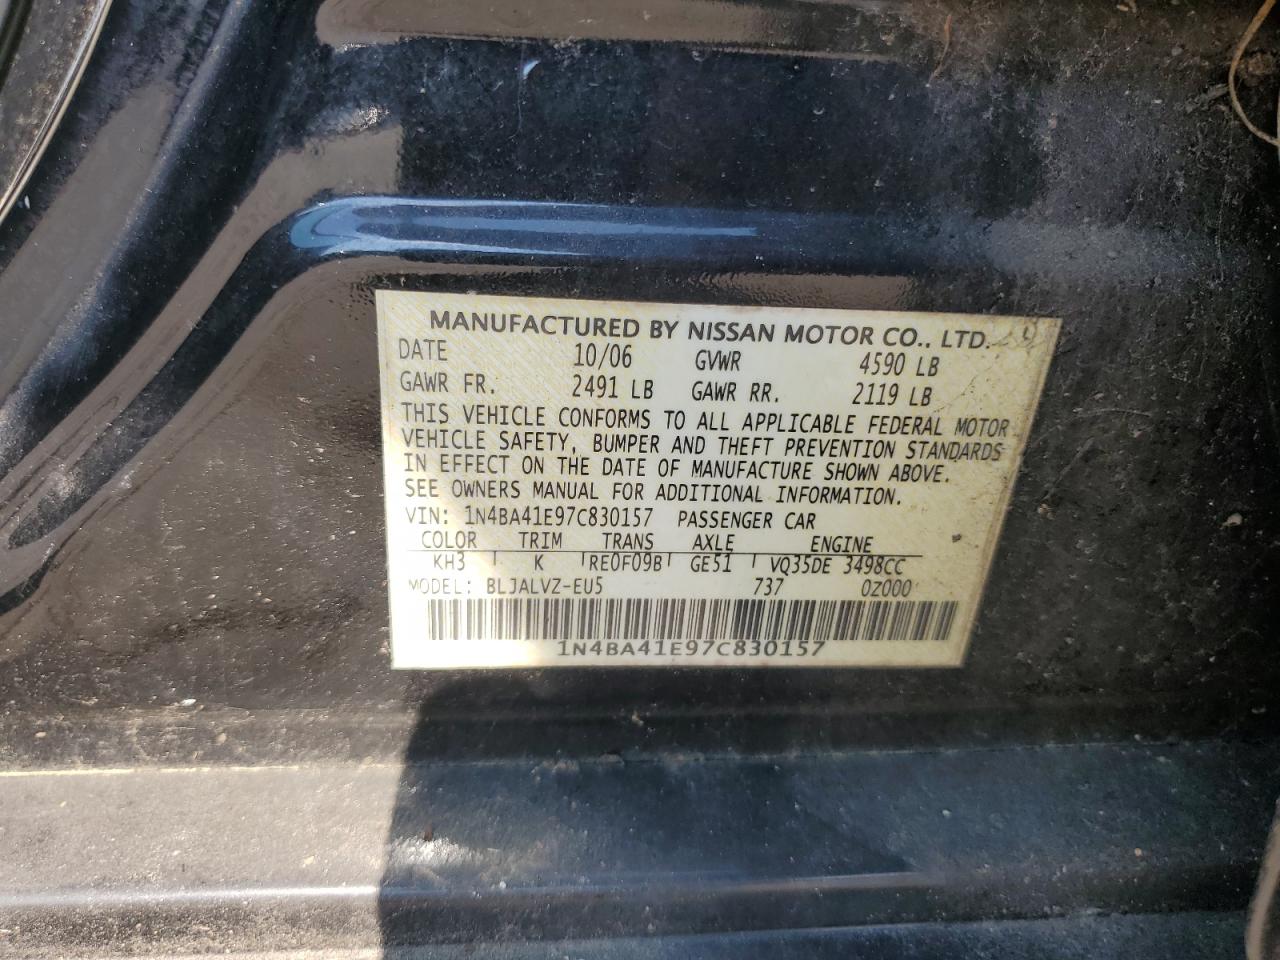 MANUFACTURED BY NISSAN MOTOR CO., LTD.
DATE 10/06 GVWR 4590 LB
GAWR FR. 2491 LB GAWR RR. 2119 LB
THIS VEHICLE CONFORMS TO ALL APPLICABLE FEDERAL MOTOR
VEHICLE SAFETY, BUMPER AND THEFT PREVENTION STANDARDS
IN EFFECT ON THE DATE OF MANUFACTURE SHOWN ABOVE.
SEE OWNERS MANUAL FOR ADDITIONAL INFORMATION.
VIN: 1N4BA41E97C830157 PASSENGER CAR
COLOR TRIM TRANS AXLE ENGINE
KH3 K RE0F09B GE51 VQ35DE 3498CC
MODEL: BLJALVZ-EU5 737 0Z000
1N4BA41E97C830157